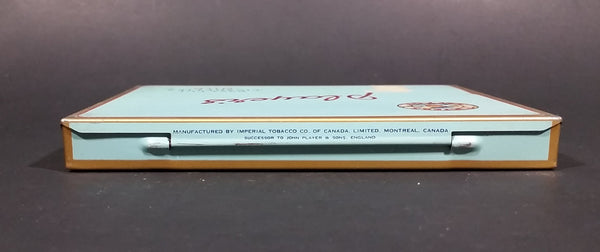 Player's
MANUFACTURED BY IMPERIAL TOBACCO CO. OF CANADA, LIMITED, MONTREAL, CANADA
SUCCESSOR TO JOHN PLAYER & SONS, ENGLAND